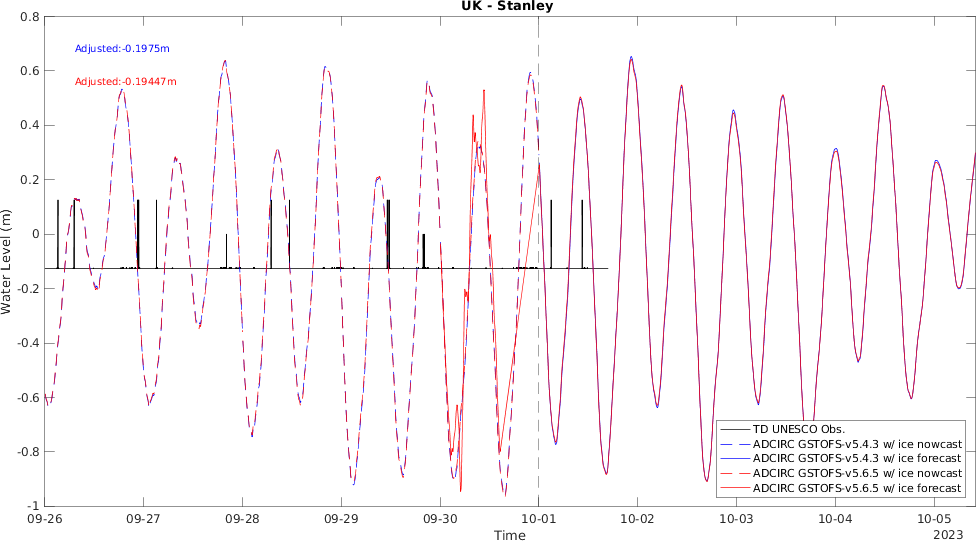 UK - Stanley
Adjusted:-0.1975m
Adjusted:-0.19447m
Water Level (m)
0.8
0.6
0.4
0.2
0
-0.2
-0.4
-0.6
-0.8
-1
TD UNESCO Obs.
ADCIRC GSTOFS-v5.4.3 w/ ice nowcast
ADCIRC GSTOFS-v5.4.3 w/ ice forecast
ADCIRC GSTOFS-v5.6.5 w/ ice nowcast
ADCIRC GSTOFS-v5.6.5 w/ ice forecast
09-26 09-27 09-28 09-29 09-30 10-01 10-02 10-03 10-04 10-05
Time
2023